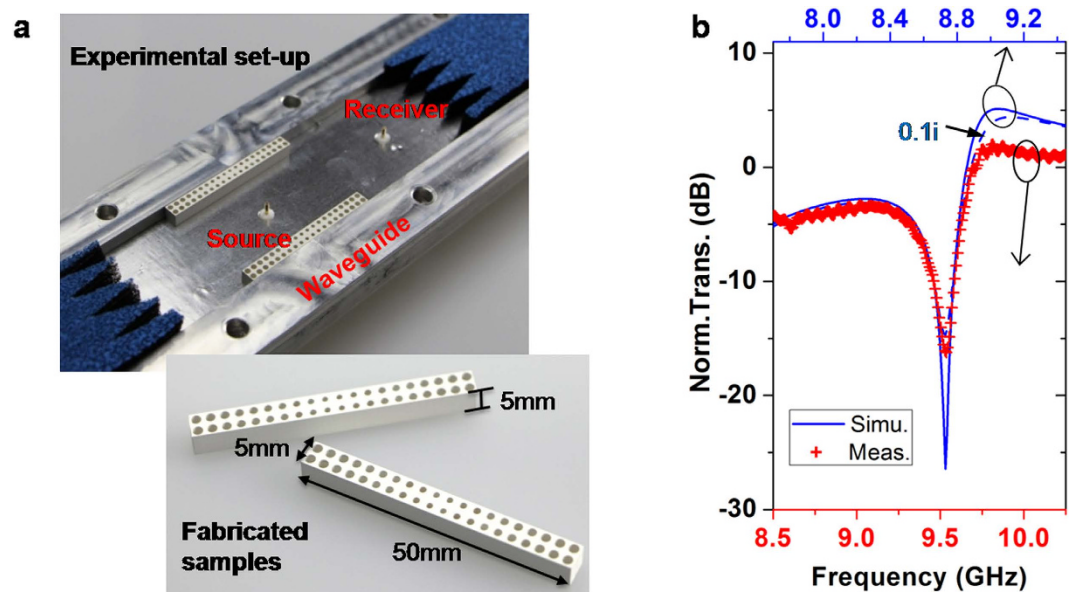 a
Experimental set-up
Receiver
Source
Waveguide
5mm
5mm
50mm
Fabricated
samples
b
8.0 8.4 8.8 9.2
10
0
-10
-20
-30
Norm.Trans. (dB)
0.1i
Simu.
Meas.
8.5 9.0 9.5 10.0
Frequency (GHz)